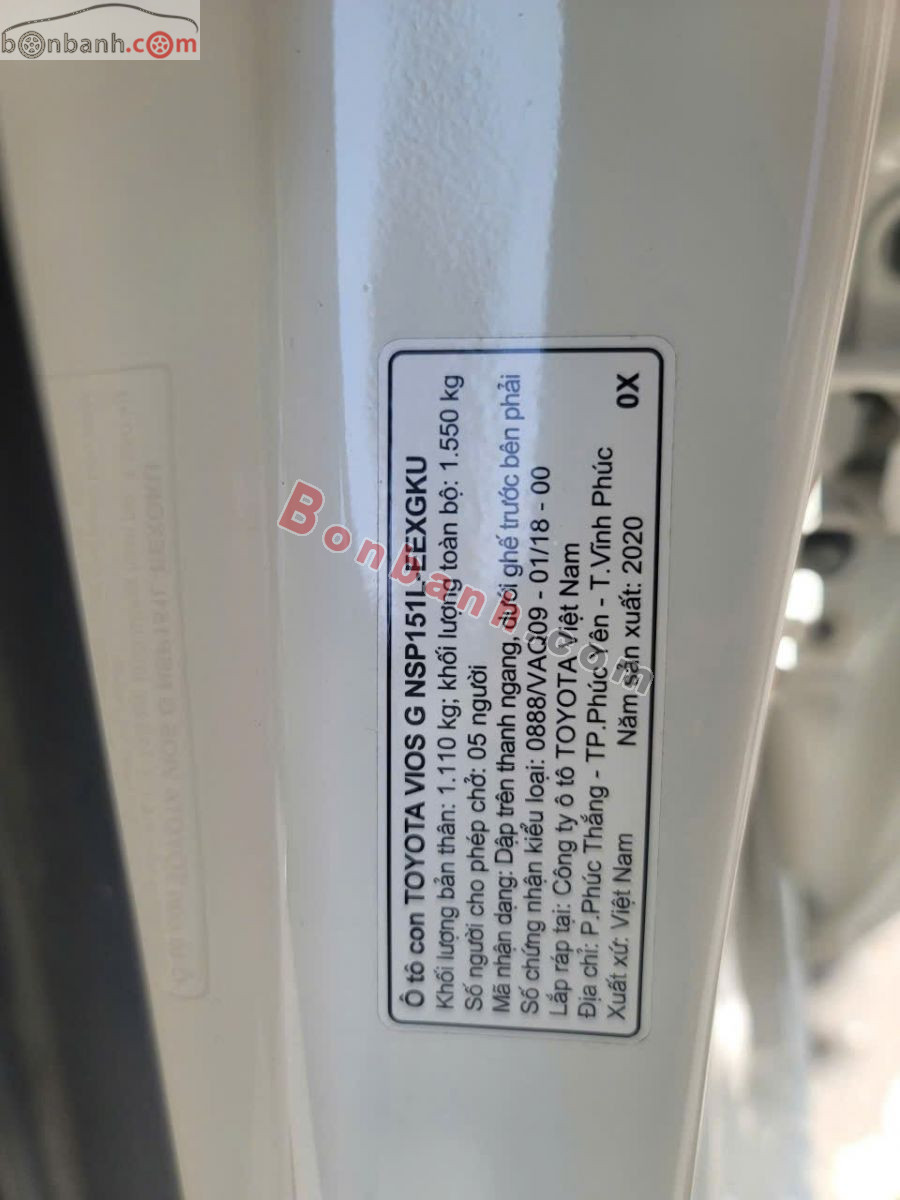 bonbanh.com
Ô tô con TOYOTA VIOS G NSP151L-EEXGKU
Khối lượng bản thân: 1.110 kg; khối lượng toàn bộ: 1.550 kg
Số người cho phép chở: 05 người
Mã nhận dạng: Dập trên thanh ngang, dưới ghế trước bên phải
Số chứng nhận kiểu loại: 0888/VAQ09 - 01/18 - 00
Lắp ráp tại: Công ty ô tô TOYOTA Việt Nam
Địa chỉ: P.Phúc Thắng - TP.Phúc Yên - T.Vĩnh Phúc
Xuất xứ: Việt Nam Năm sản xuất: 2020 0X
Bonbanh.com